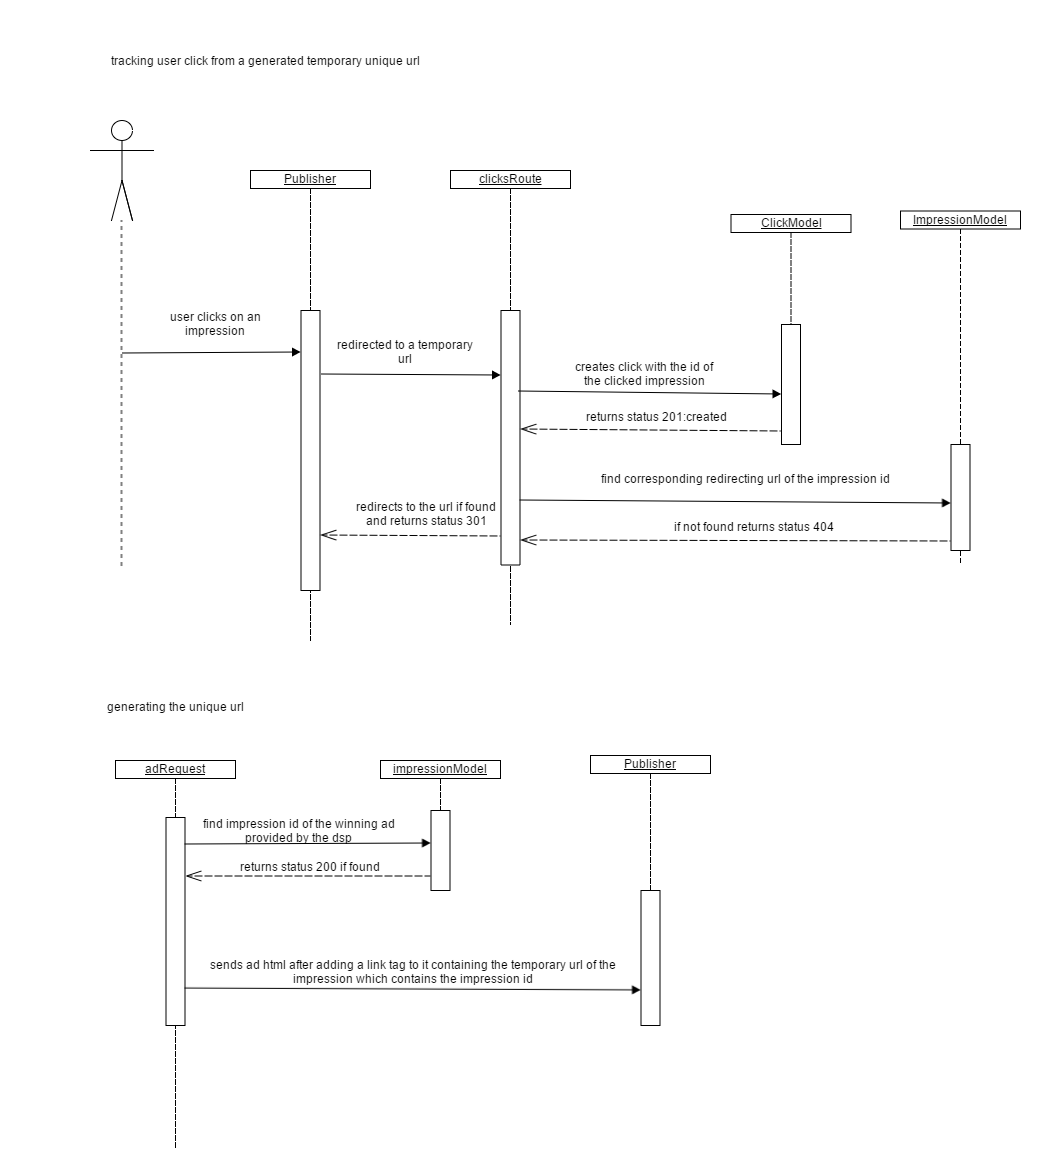 tracking user click from a generated temporary unique url
Publisher
clicksRoute
ClickModel
ImpressionModel
user clicks on an
impression
redirected to a temporary
url
creates click with the id of
the clicked impression
returns status 201:created
find corresponding redirecting url of the impression id
redirects to the url if found
and returns status 301
if not found returns status 404
generating the unique url
adRequest
impressionModel
Publisher
find impression id of the winning ad
provided by the dsp
returns status 200 if found
sends ad html after adding a link tag to it containing the temporary url of the
impression which contains the impression id